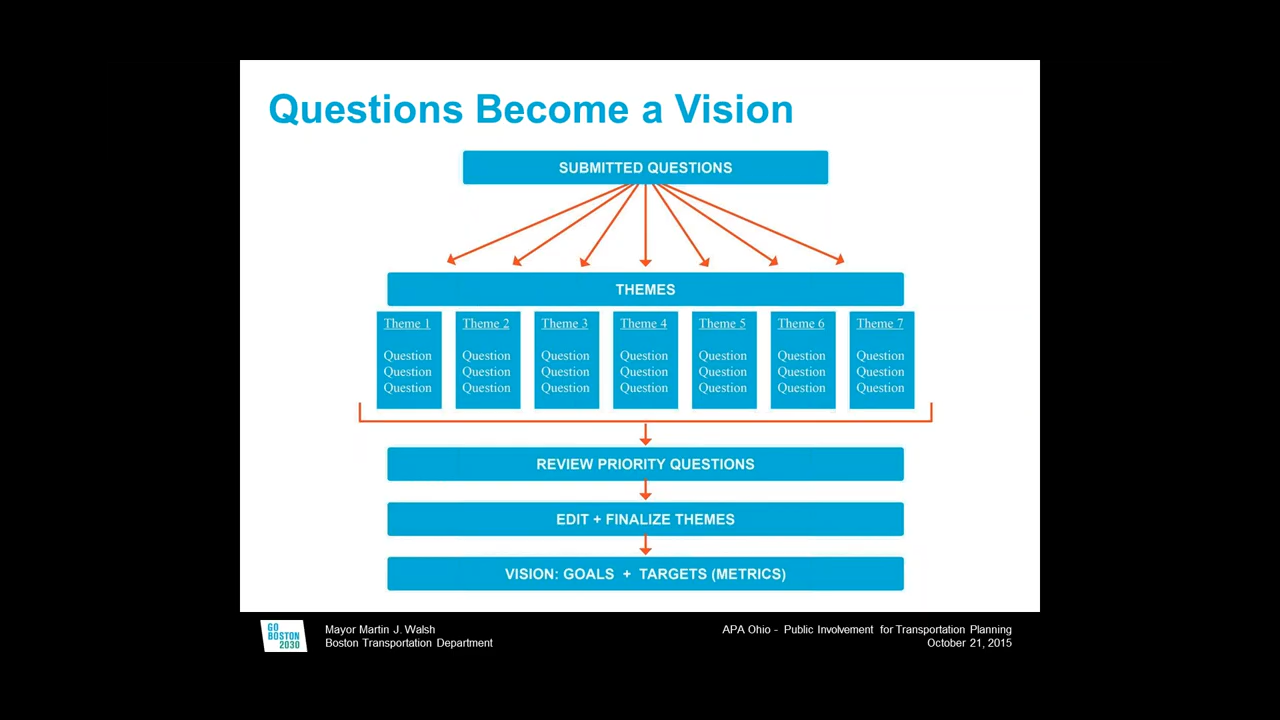 Questions Become a Vision
SUBMITTED QUESTIONS
THEMES
Theme 1
Question
Question
Question
Theme 2
Question
Question
Question
Theme 3
Question
Question
Question
Theme 4
Question
Question
Question
Theme 5
Question
Question
Question
Theme 6
Question
Question
Question
Theme 7
Question
Question
Question
REVIEW PRIORITY QUESTIONS
EDIT + FINALIZE THEMES
VISION: GOALS + TARGETS (METRICS)
GO
BOSTON
2030
Mayor Martin J. Walsh
Boston Transportation Department
APA Ohio - Public Involvement for Transportation Planning
October 21, 2015